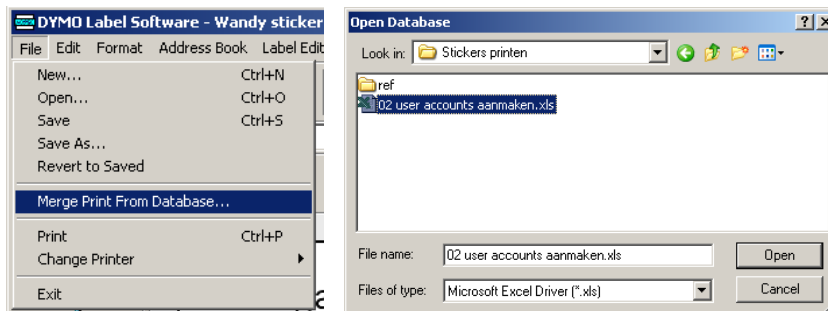 DYMO Label Software - Wandy sticker
File Edit Format Address Book Label Edit
New... Ctrl+N
Open... Ctrl+O
Save Ctrl+S
Save As...
Revert to Saved
Merge Print From Database...
Print Ctrl+P
Change Printer
Exit
Open Database
Look in: Stickers printen
ref
02 user accounts aanmaken.xls
File name: 02 user accounts aanmaken.xls Open
Files of type: Microsoft Excel Driver (*.xls) Cancel